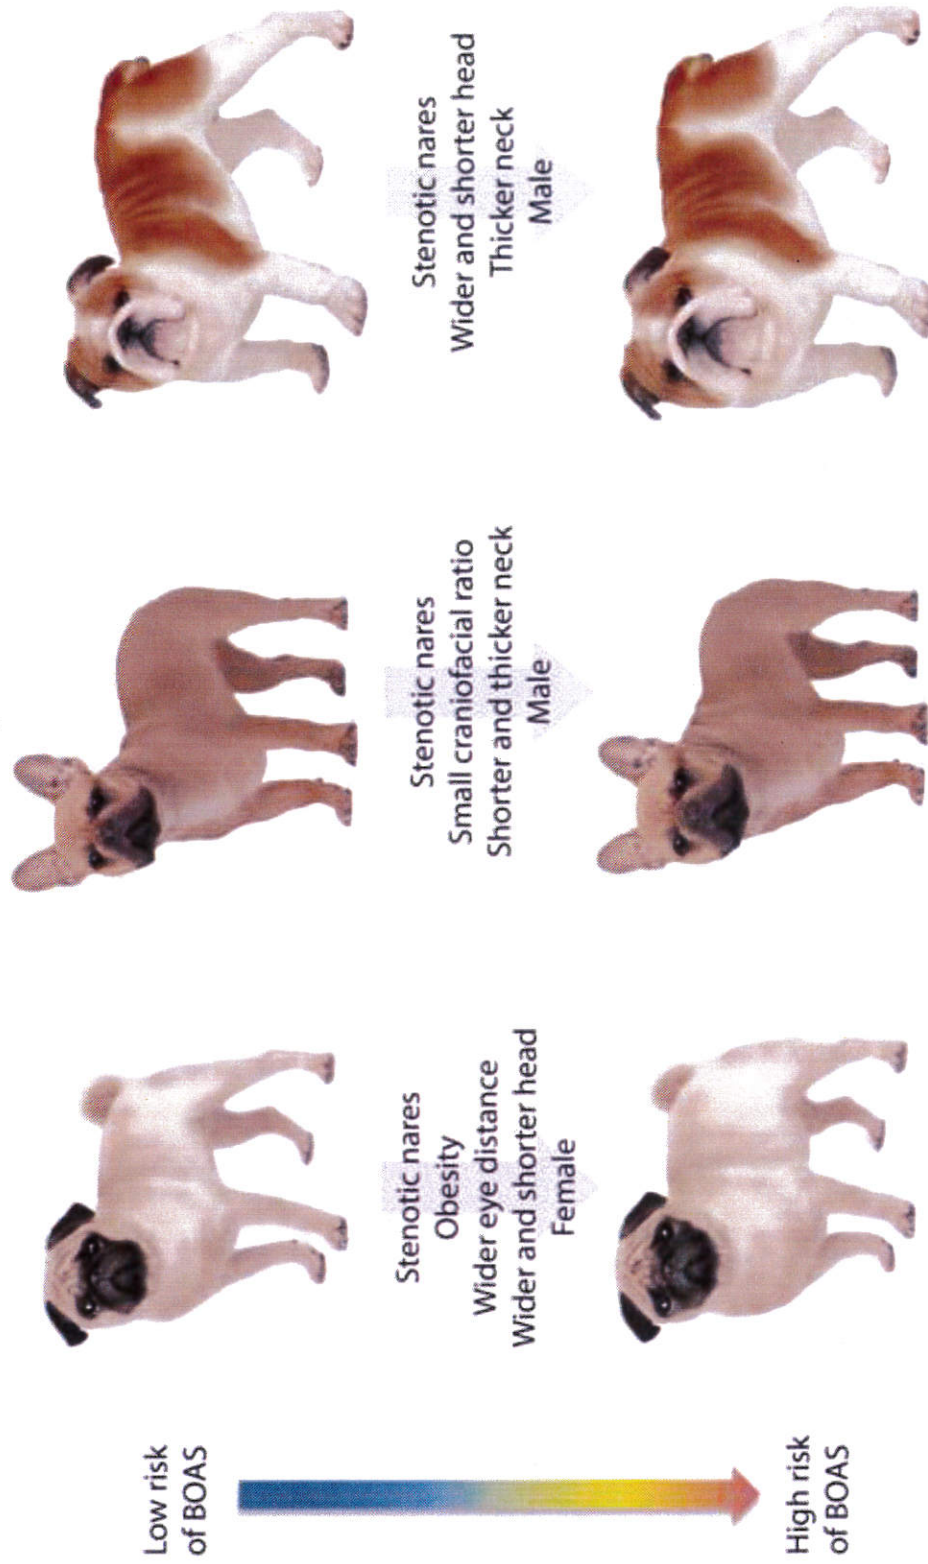 Low risk
of BOAS
High risk
of BOAS
Stenotic nares
Obesity
Wider eye distance
Wider and shorter head
Female
Stenotic nares
Small craniofacial ratio
Shorter and thicker neck
Male
Stenotic nares
Wider and shorter head
Thicker neck
Male